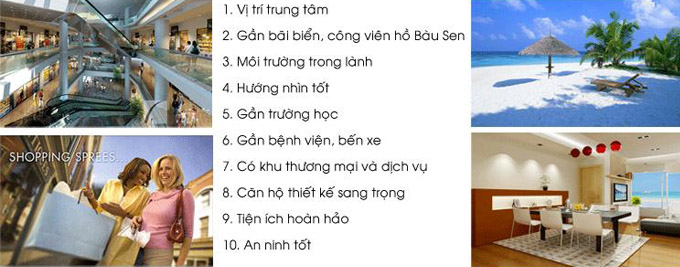 1. Vị trí trung tâm
2. Gần bãi biển, công viên hồ Bàu Sen
3. Môi trường trong lành
4. Hướng nhìn tốt
5. Gần trường học
6. Gần bệnh viện, bến xe
7. Có khu thương mại và dịch vụ
8. Căn hộ thiết kế sang trọng
9. Tiện ích hoàn hảo
10. An ninh tốt
SHOPPING SPREES...